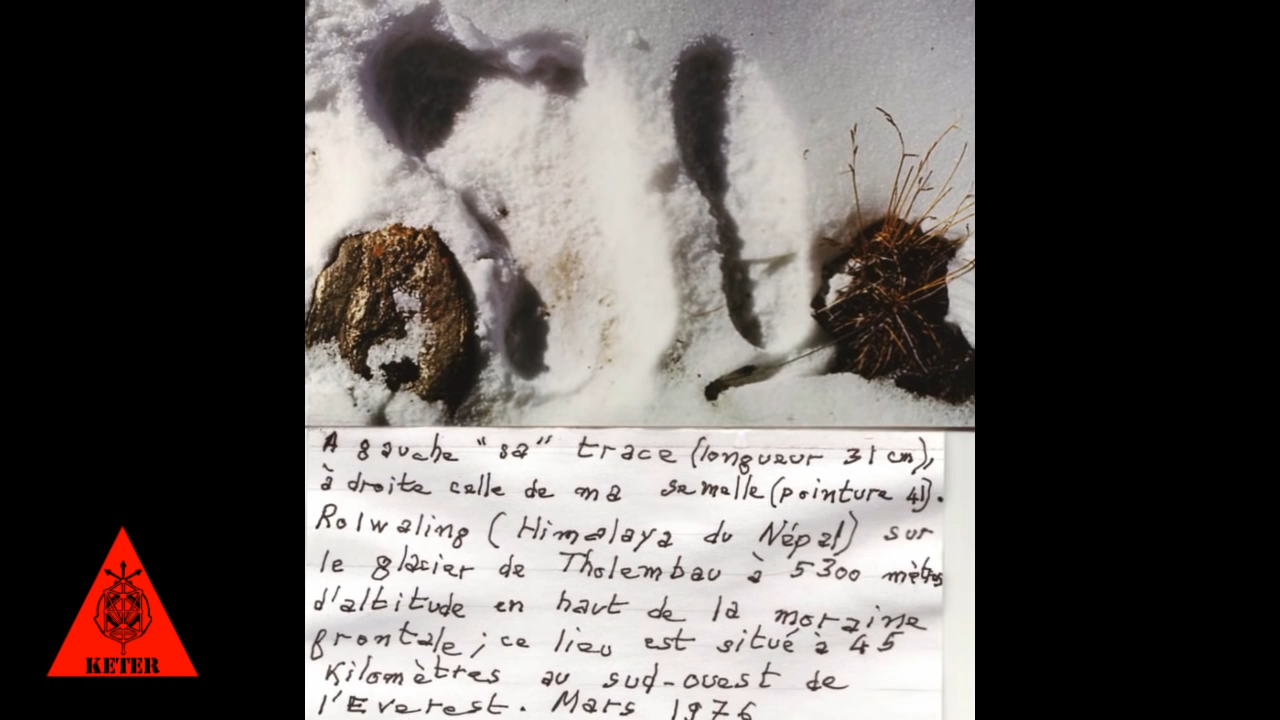 A gauche "sa" trace (longueur 31 cm),
à droite celle de ma semelle (pointure 41).
Rolwaling (Himalaya du Népal) sur
le glacier de Tholembau à 5300 mètres
d'altitude en haut de la moraine
frontale; ce lieu est situé à 45
Kilomètres au sud-ouest de
l'Everest. Mars 1976
KETER